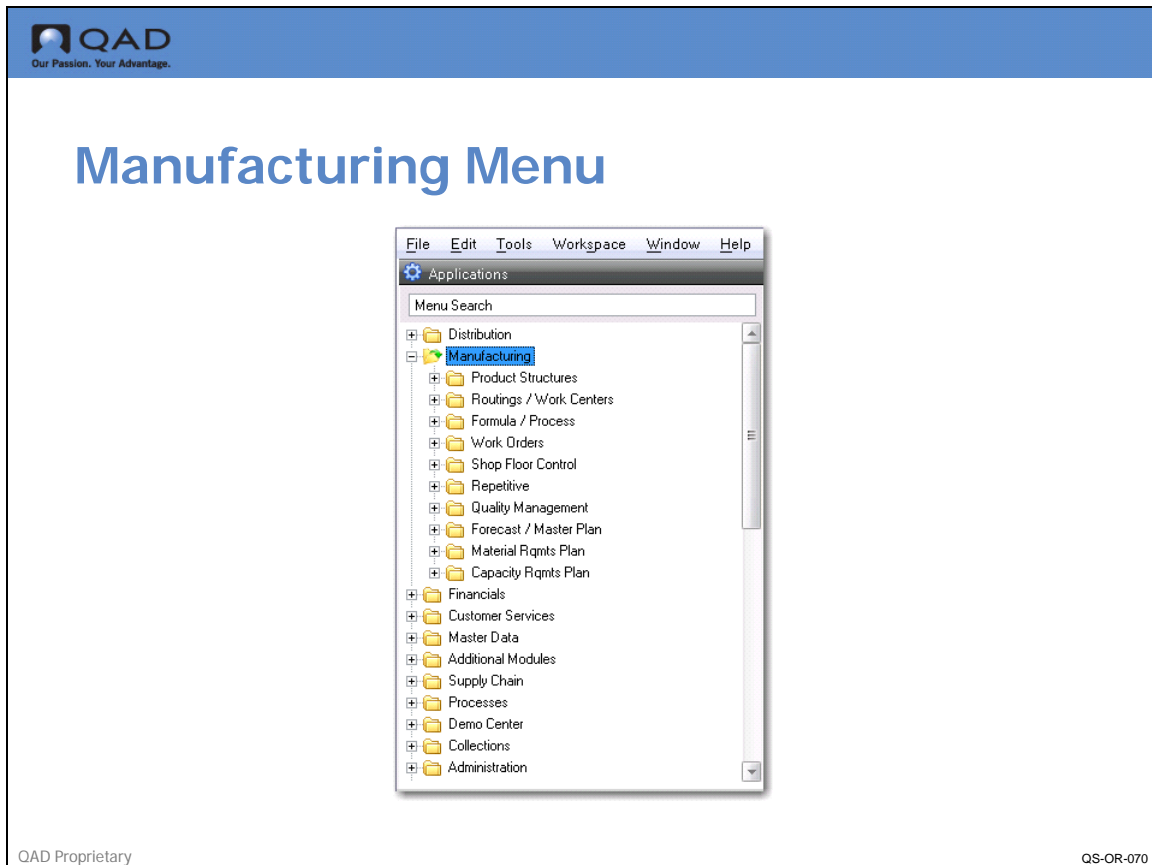 QAD
Our Passion. Your Advantage.
Manufacturing Menu
File Edit Tools Workspace Window Help
Applications
Menu Search
Distribution
Manufacturing
Product Structures
Routings / Work Centers
Formula / Process
Work Orders
Shop Floor Control
Repetitive
Quality Management
Forecast / Master Plan
Material Rqmts Plan
Capacity Rqmts Plan
Financials
Customer Services
Master Data
Additional Modules
Supply Chain
Processes
Demo Center
Collections
Administration
QAD Proprietary
QS-OR-070